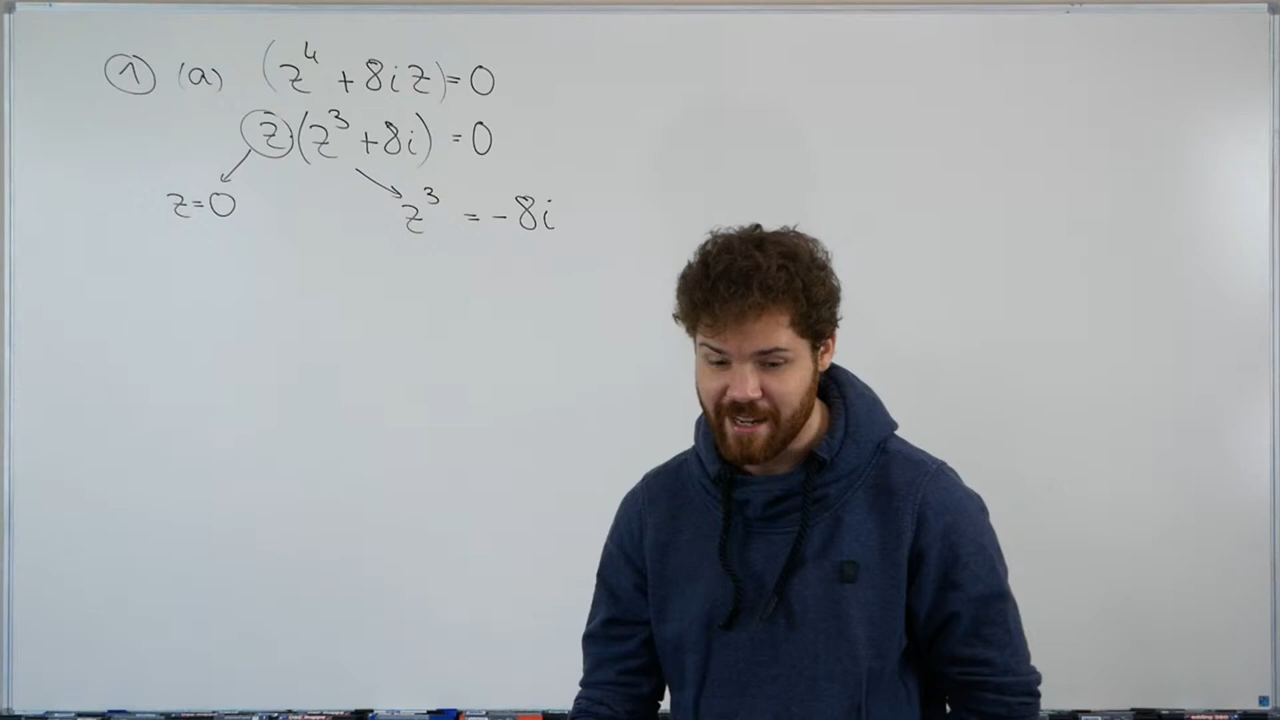 ① (a) (z⁴ + 8iz) = 0
z·(z³ + 8i) = 0
z=0 z³ = -8i